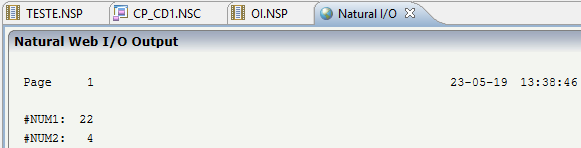 TESTE.NSP CP_CD1.NSC OI.NSP Natural I/O
Natural Web I/O Output
Page 1 23-05-19 13:38:46
#NUM1: 22
#NUM2: 4